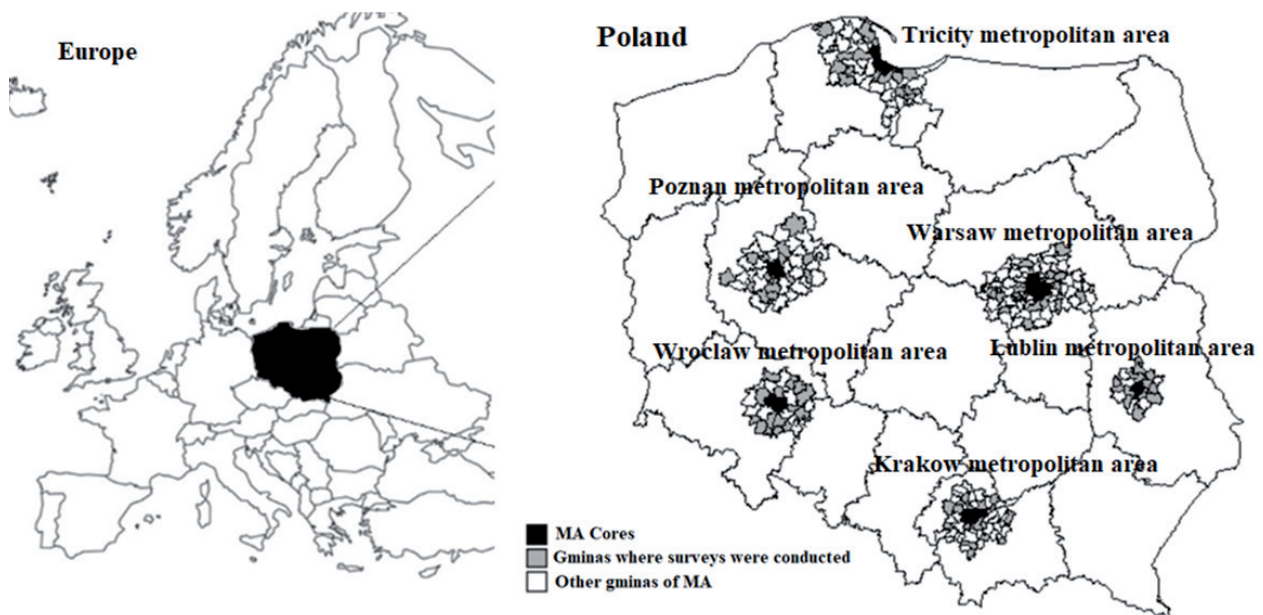 Europe
Poland
Tricity metropolitan area
Poznan metropolitan area
Warsaw metropolitan area
Wroclaw metropolitan area
Lublin metropolitan area
Krakow metropolitan area
MA Cores
Gminas where surveys were conducted
Other gminas of MA